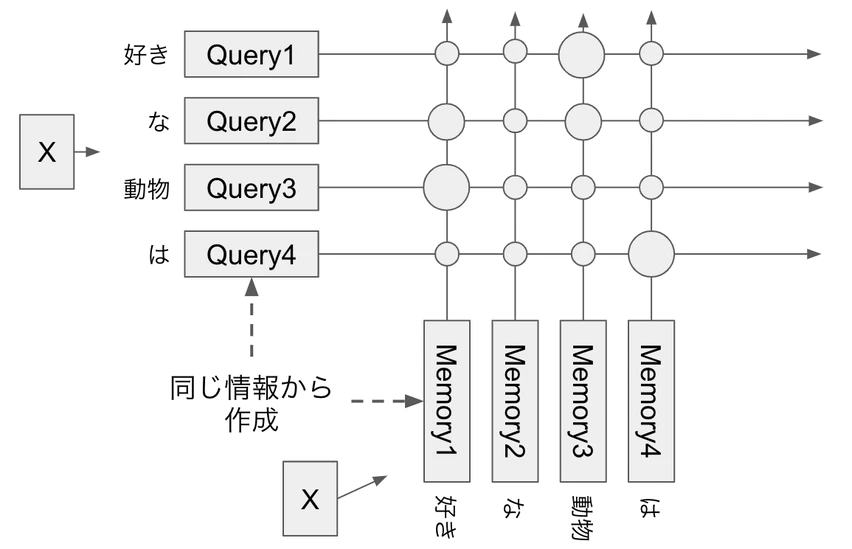 好き Query1
な Query2
X
動物 Query3
は Query4
同じ情報から
作成
X
Memory1
Memory2
Memory3
Memory4
好き
な
動物
は